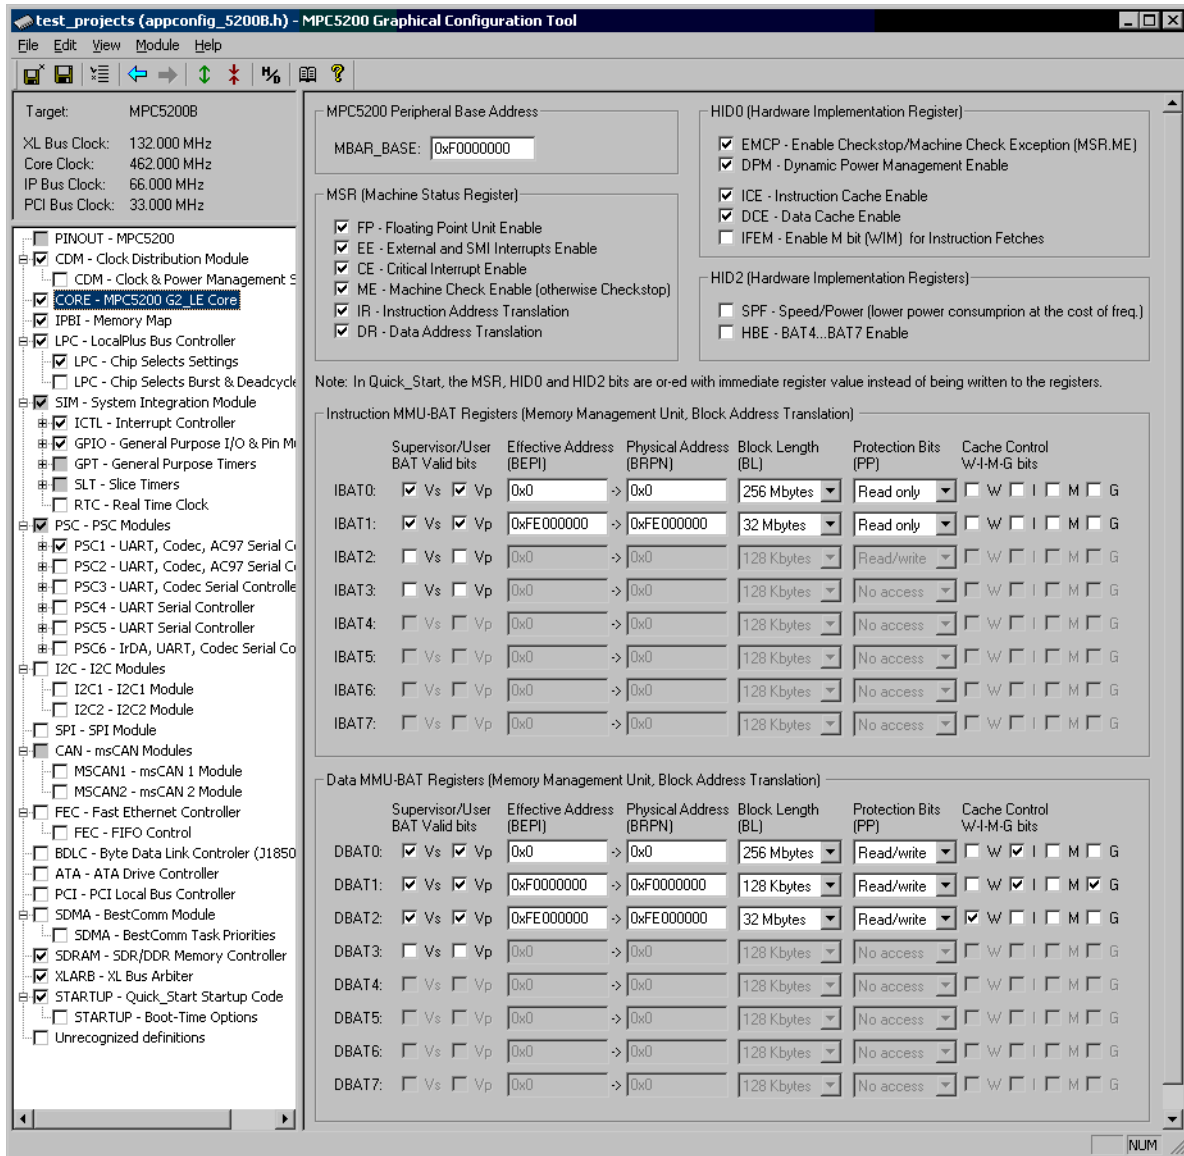 test_projects (appconfig_5200B.h) - MPC5200 Graphical Configuration Tool
File Edit View Module Help
Target: MPC5200B
XL Bus Clock: 132.000 MHz
Core Clock: 462.000 MHz
IP Bus Clock: 66.000 MHz
PCI Bus Clock: 33.000 MHz
PINOUT - MPC5200
CDM - Clock Distribution Module
CDM - Clock & Power Management S
CORE - MPC5200 G2_LE Core
IPBI - Memory Map
LPC - LocalPlus Bus Controller
LPC - Chip Selects Settings
LPC - Chip Selects Burst & Deadcycle
SIM - System Integration Module
ICTL - Interrupt Controller
GPIO - General Purpose I/O & Pin Mu
GPT - General Purpose Timers
SLT - Slice Timers
RTC - Real Time Clock
PSC - PSC Modules
PSC1 - UART, Codec, AC97 Serial Co
PSC2 - UART, Codec, AC97 Serial Co
PSC3 - UART, Codec Serial Controlle
PSC4 - UART Serial Controller
PSC5 - UART Serial Controller
PSC6 - IrDA, UART, Codec Serial Co
I2C - I2C Modules
I2C1 - I2C1 Module
I2C2 - I2C2 Module
SPI - SPI Module
CAN - msCAN Modules
MSCAN1 - msCAN 1 Module
MSCAN2 - msCAN 2 Module
FEC - Fast Ethernet Controller
FEC - FIFO Control
BDLC - Byte Data Link Controler (J1850
ATA - ATA Drive Controller
PCI - PCI Local Bus Controller
SDMA - BestComm Module
SDMA - BestComm Task Priorities
SDRAM - SDR/DDR Memory Controller
XLARB - XL Bus Arbiter
STARTUP - Quick_Start Startup Code
STARTUP - Boot-Time Options
Unrecognized definitions
MPC5200 Peripheral Base Address
MBAR_BASE: 0xF0000000
MSR (Machine Status Register)
FP - Floating Point Unit Enable
EE - External and SMI Interrupts Enable
CE - Critical Interrupt Enable
ME - Machine Check Enable (otherwise Checkstop)
IR - Instruction Address Translation
DR - Data Address Translation
HID0 (Hardware Implementation Register)
EMCP - Enable Checkstop/Machine Check Exception (MSR.ME)
DPM - Dynamic Power Management Enable
ICE - Instruction Cache Enable
DCE - Data Cache Enable
IFEM - Enable M bit (WIM) for Instruction Fetches
HID2 (Hardware Implementation Registers)
SPF - Speed/Power (lower power consumprion at the cost of freq.)
HBE - BAT4...BAT7 Enable
Note: In Quick_Start, the MSR, HID0 and HID2 bits are or-ed with immediate register value instead of being written to the registers.
Instruction MMU-BAT Registers (Memory Management Unit, Block Address Translation)
Supervisor/User Effective Address Physical Address Block Length Protection Bits Cache Control
BAT Valid bits (BEPI) (BRPN) (BL) (PP) W-I-M-G bits
IBAT0: Vs Vp 0x0 -> 0x0 256 Mbytes Read only W I M G
IBAT1: Vs Vp 0xFE000000 -> 0xFE000000 32 Mbytes Read only W I M G
IBAT2: Vs Vp 0x0 -> 0x0 128 Kbytes Read/write W I M G
IBAT3: Vs Vp 0x0 -> 0x0 128 Kbytes No access W I M G
IBAT4: Vs Vp 0x0 -> 0x0 128 Kbytes No access W I M G
IBAT5: Vs Vp 0x0 -> 0x0 128 Kbytes No access W I M G
IBAT6: Vs Vp 0x0 -> 0x0 128 Kbytes No access W I M G
IBAT7: Vs Vp 0x0 -> 0x0 128 Kbytes No access W I M G
Data MMU-BAT Registers (Memory Management Unit, Block Address Translation)
Supervisor/User Effective Address Physical Address Block Length Protection Bits Cache Control
BAT Valid bits (BEPI) (BRPN) (BL) (PP) W-I-M-G bits
DBAT0: Vs Vp 0x0 -> 0x0 256 Mbytes Read/write W I M G
DBAT1: Vs Vp 0xF0000000 -> 0xF0000000 128 Kbytes Read/write W I M G
DBAT2: Vs Vp 0xFE000000 -> 0xFE000000 32 Mbytes Read/write W I M G
DBAT3: Vs Vp 0x0 -> 0x0 128 Kbytes No access W I M G
DBAT4: Vs Vp 0x0 -> 0x0 128 Kbytes No access W I M G
DBAT5: Vs Vp 0x0 -> 0x0 128 Kbytes No access W I M G
DBAT6: Vs Vp 0x0 -> 0x0 128 Kbytes No access W I M G
DBAT7: Vs Vp 0x0 -> 0x0 128 Kbytes No access W I M G
NUM